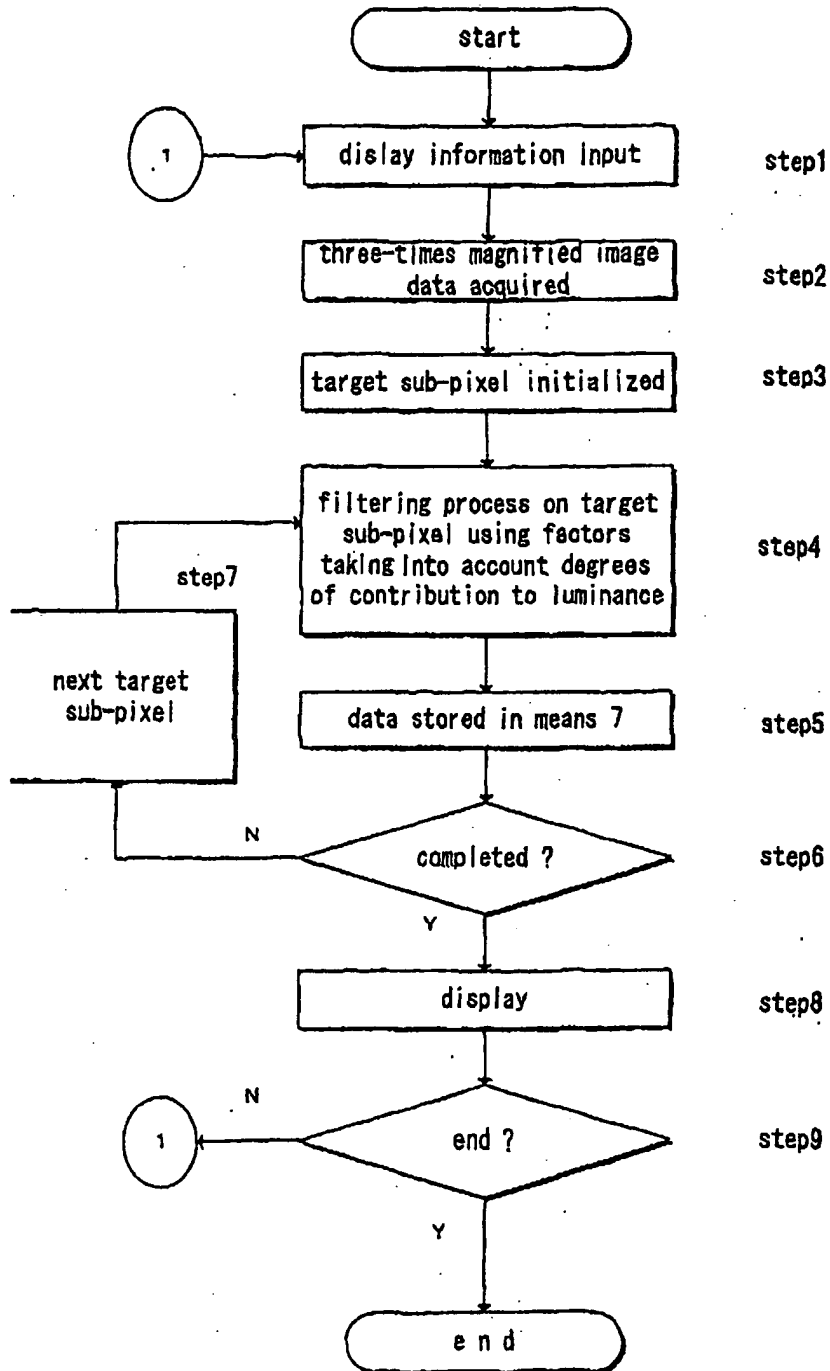 start
1
dislay information input
step1
three-times magnified image
data acquired
step2
target sub-pixel initialized
step3
filtering process on target
sub-pixel using factors
taking into account degrees
of contribution to luminance
step4
step7
next target
sub-pixel
data stored in means 7
step5
N
completed ?
step6
Y
display
step8
N
1
end ?
step9
Y
end